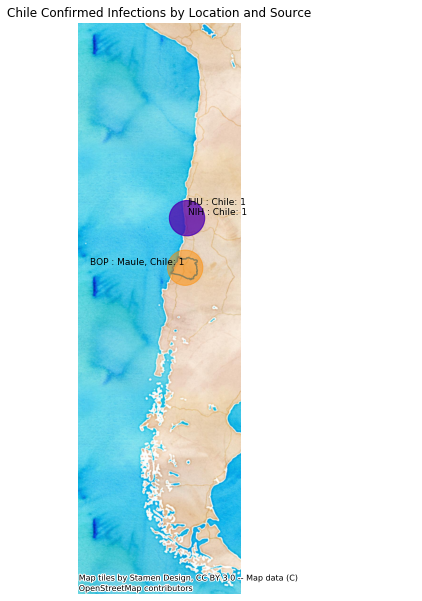 Chile Confirmed Infections by Location and Source
JHU : Chile: 1
NIH : Chile: 1
BOP : Maule, Chile: 1
Map tiles by Stamen Design, CC BY 3.0 -- Map data (C)
OpenStreetMap contributors